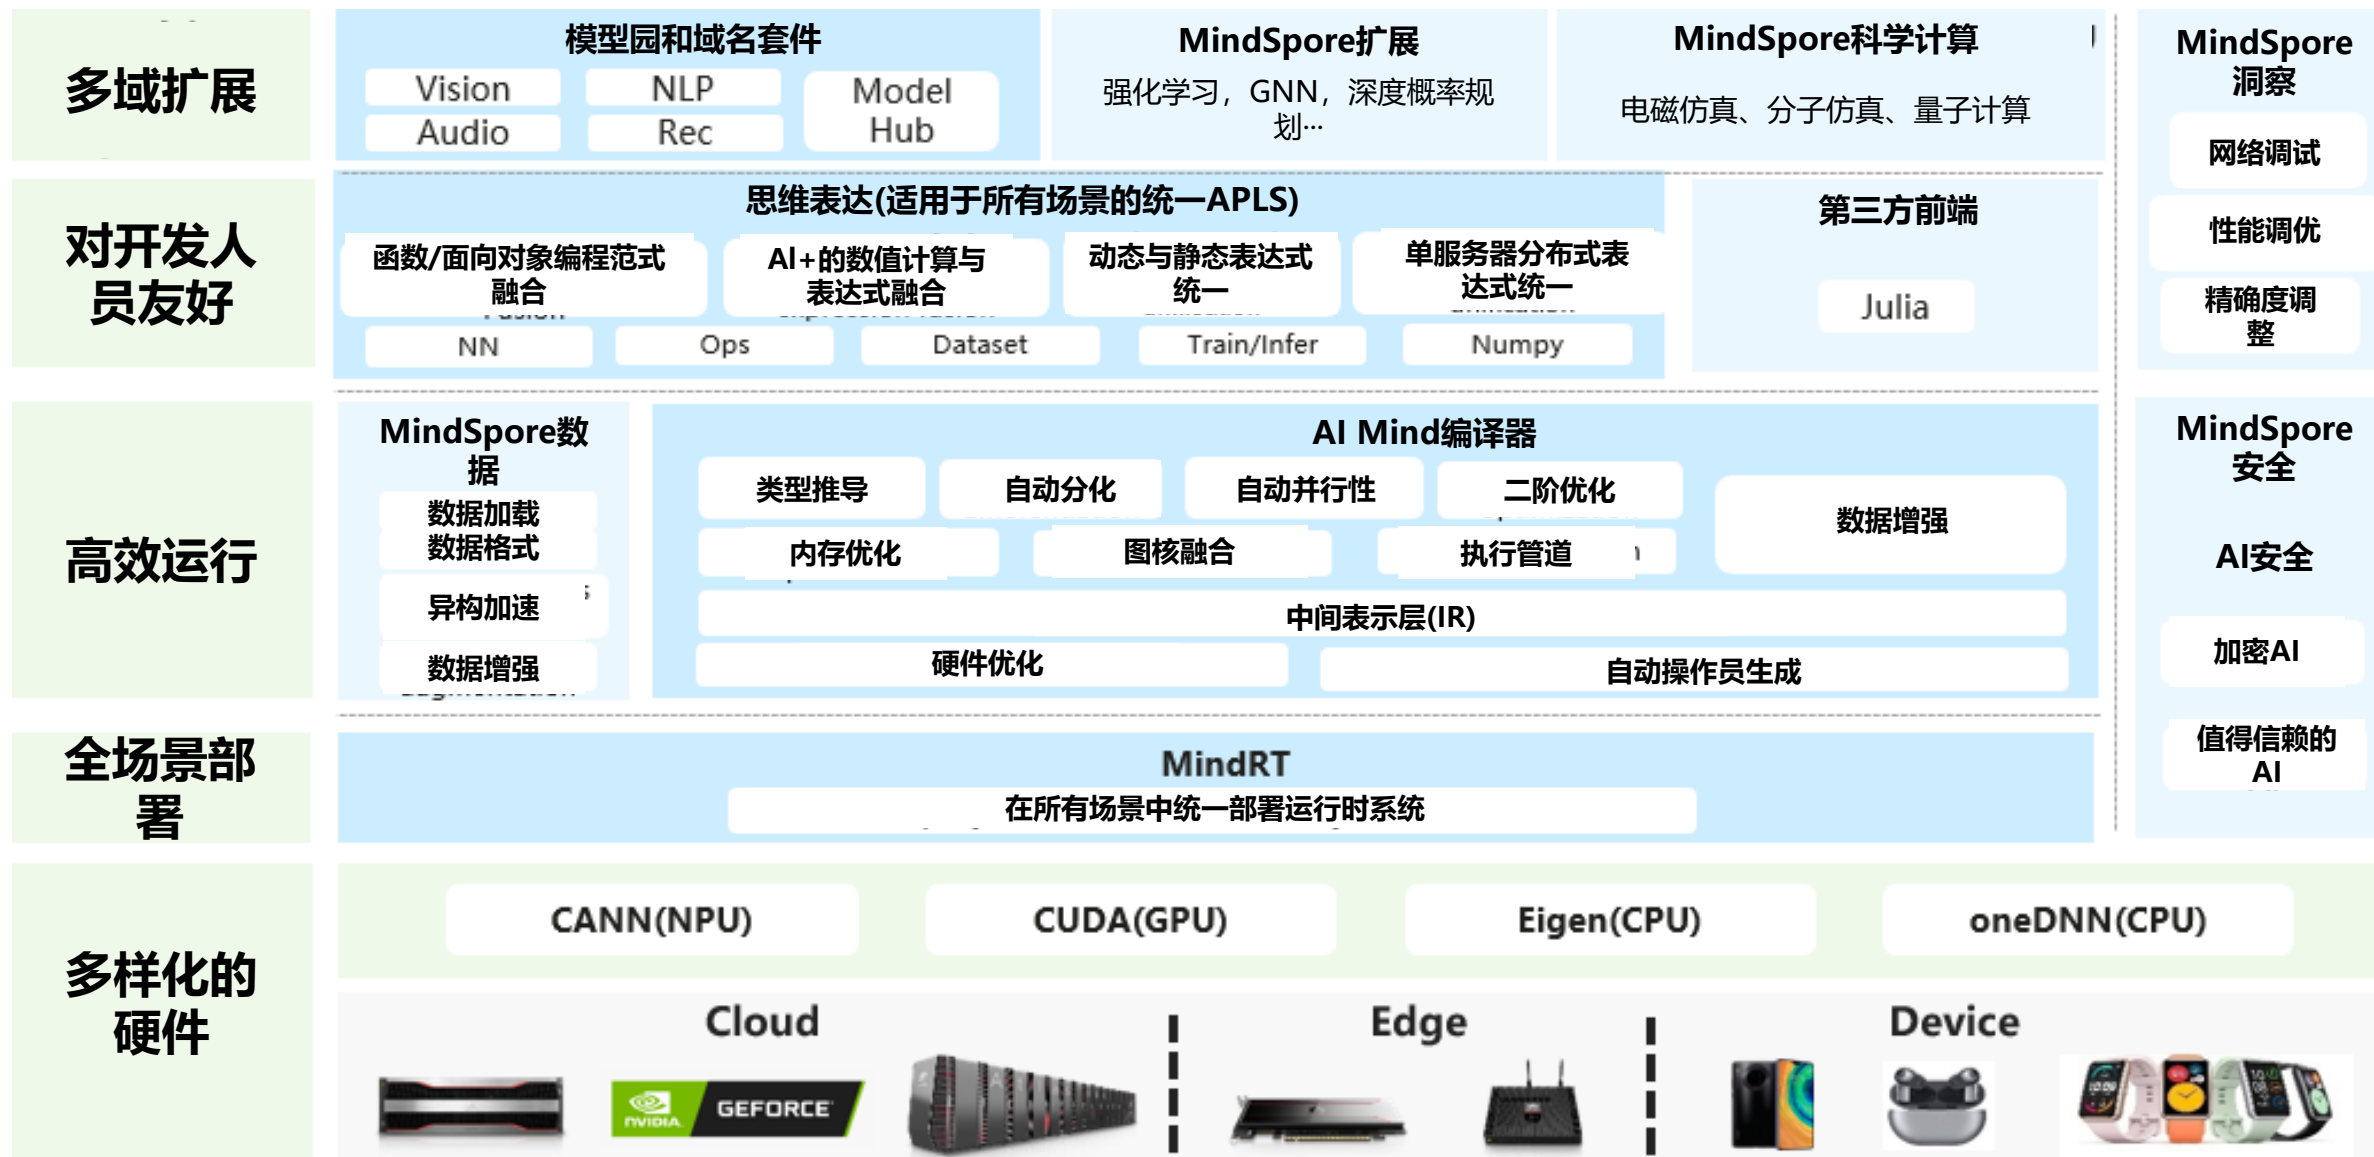 多域扩展
模型园和域名套件
Vision
NLP
Model
Hub
Audio
Rec
MindSpore扩展
强化学习，GNN，深度概率规
划...
MindSpore科学计算
电磁仿真、分子仿真、量子计算
MindSpore
洞察
网络调试
性能调优
精确度调
整
对开发人
员友好
思维表达(适用于所有场景的统一APLS)
函数/面向对象编程范式
融合
AI+的数值计算与
表达式融合
动态与静态表达式
统一
单服务器分布式表
达式统一
NN
Ops
Dataset
Train/Infer
Numpy
第三方前端
Julia
高效运行
MindSpore数
据
数据加载
数据格式
异构加速
数据增强
AI Mind编译器
类型推导
自动分化
自动并行性
二阶优化
数据增强
内存优化
图核融合
执行管道
中间表示层(IR)
硬件优化
自动操作员生成
MindSpore
安全
AI安全
加密AI
值得信赖的
AI
全场景部
署
MindRT
在所有场景中统一部署运行时系统
多样化的
硬件
CANN(NPU)
CUDA(GPU)
Eigen(CPU)
oneDNN(CPU)
Cloud
Edge
Device
NVIDIA.
GEFORCE